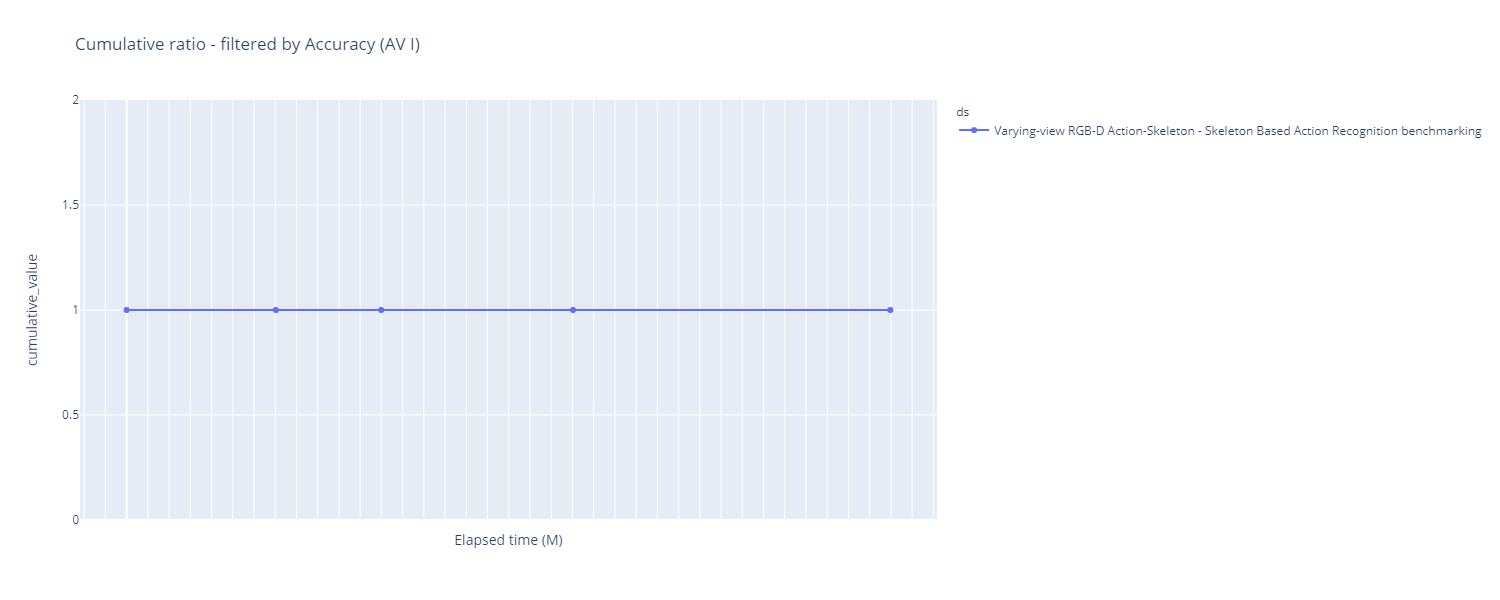 Cumulative ratio - filtered by Accuracy (AV I)
2
1.5
1
0.5
0
cumulative_value
Elapsed time (M)
ds
Varying-view RGB-D Action-Skeleton - Skeleton Based Action Recognition benchmarking